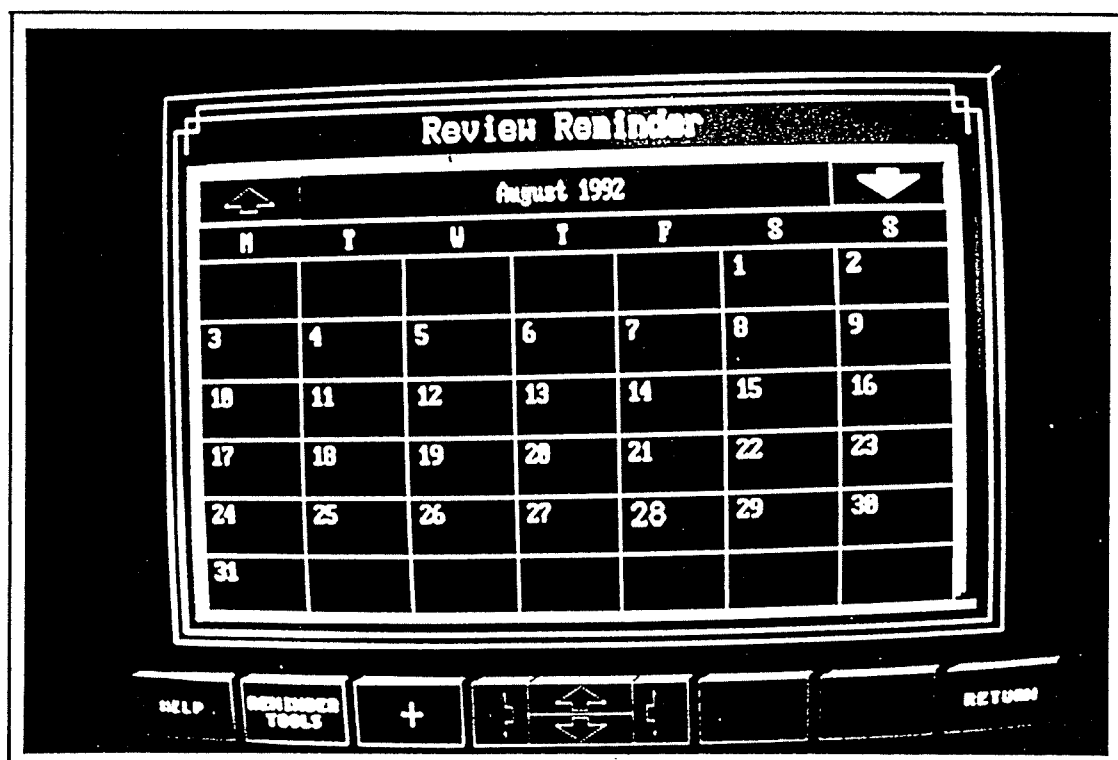 Review Reminder
August 1992
M T W T F S S
1 2
3 4 5 6 7 8 9
10 11 12 13 14 15 16
17 18 19 20 21 22 23
24 25 26 27 28 29 30
31
HELP REMINDER TOOLS + RETURN